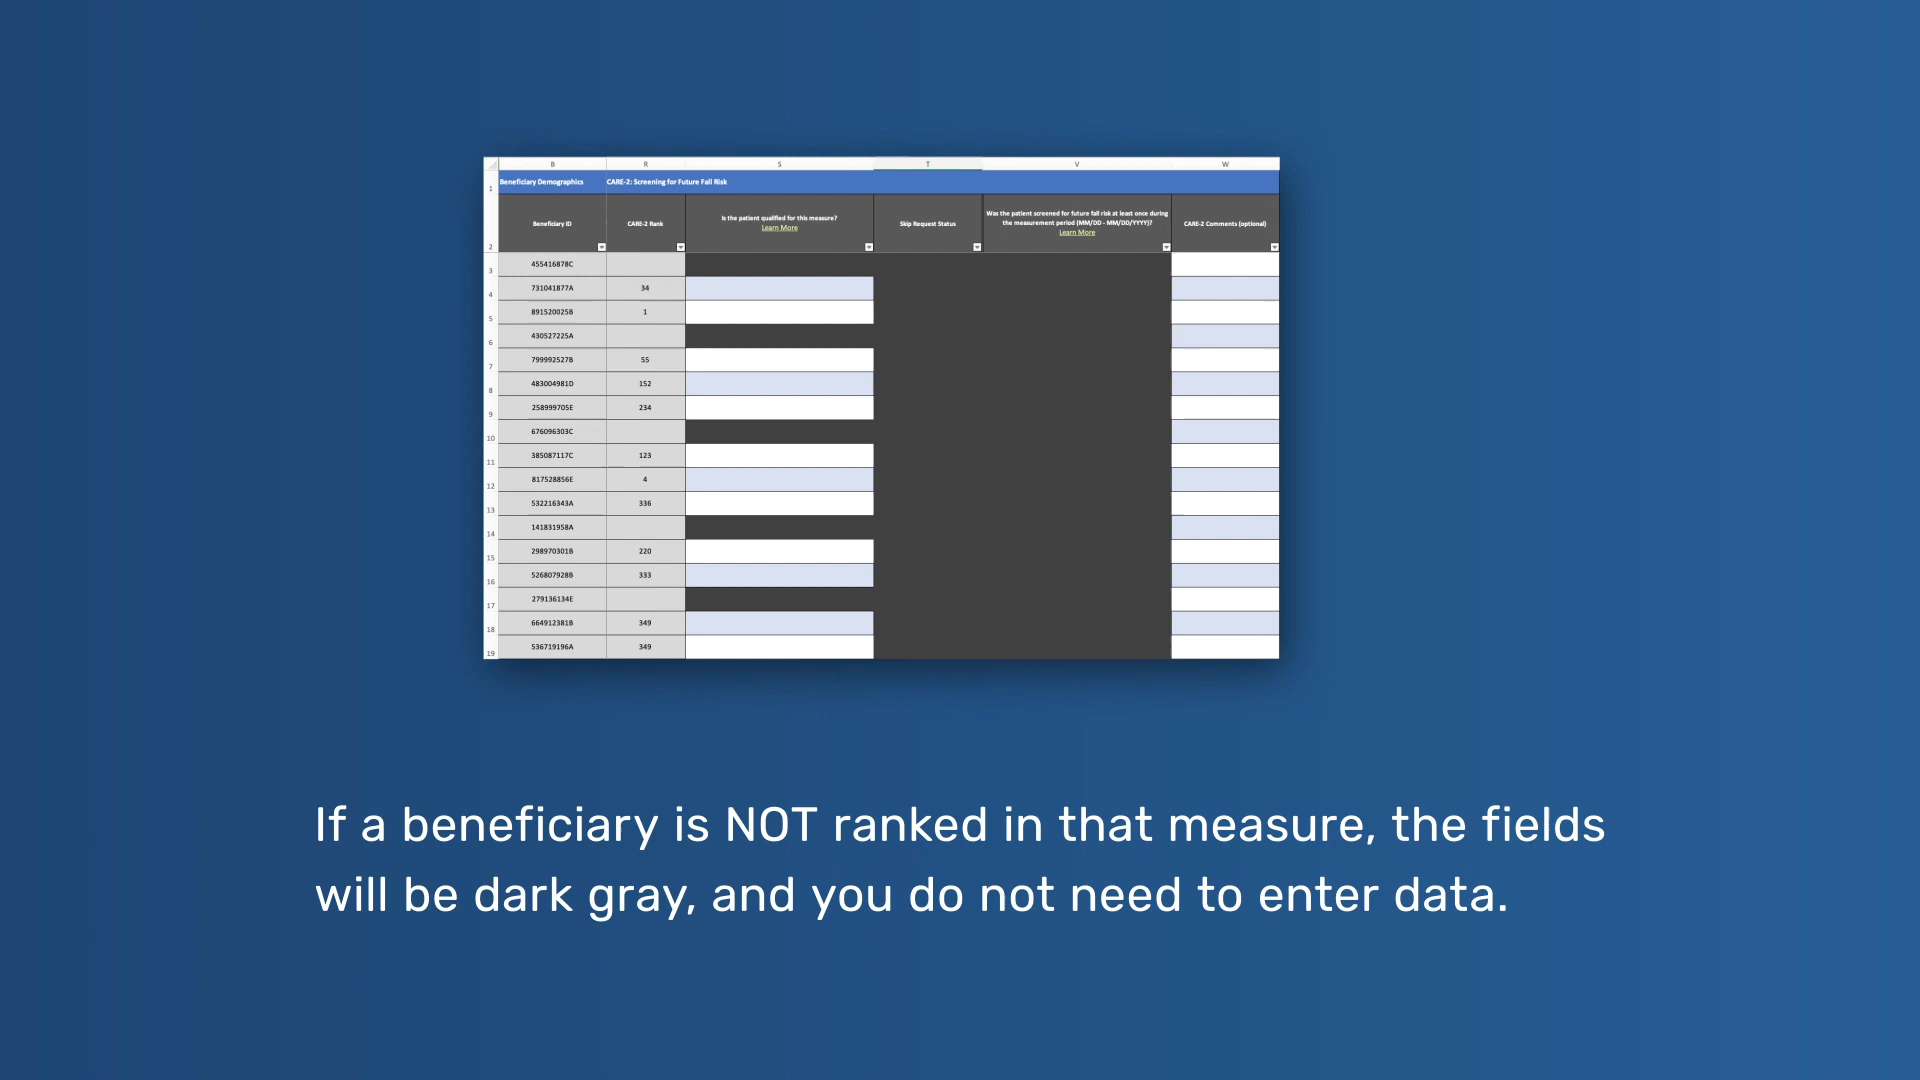 B R S T V W
1 Beneficiary Demographics CARE-2: Screening for Future Fall Risk
Beneficiary ID CARE-2 Rank Is the patient qualified for this measure? Skip Request Status Was the patient screened for future fall risk at least once during CARE-2 Comments (optional)
the measurement period (MM/DD - MM/DD/YYYY)?
Learn More Learn More
2
3 455416878C
4 731041877A 34
5 891520025B 1
6 430527225A
7 799992527B 55
8 483004981D 152
9 258999705E 234
10 676096303C
11 385087117C 123
12 817528856E 4
13 532216343A 336
14 141831958A
15 298970301B 220
16 526807928B 333
17 279136134E
18 664912381B 349
19 536719196A 349
If a beneficiary is NOT ranked in that measure, the fields
will be dark gray, and you do not need to enter data.